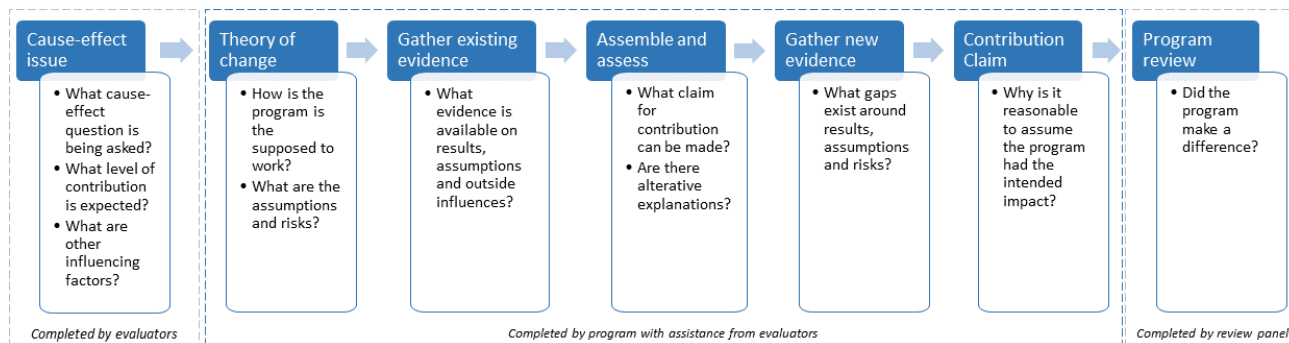 Cause-effect
issue
• What cause-
effect
question is
being asked?
• What level of
contribution
is expected?
• What are
other
influencing
factors?
Completed by evaluators
Theory of
change
• How is the
program is
the
supposed to
work?
• What are the
assumptions
and risks?
Gather existing
evidence
• What
evidence is
available on
results,
assumptions
and outside
influences?
Assemble and
assess
• What claim
for
contribution
can be made?
• Are there
alterative
explanations?
Gather new
evidence
• What gaps
exist around
results,
assumptions
and risks?
Contribution
Claim
• Why is it
reasonable
to assume
the program
had the
intended
impact?
Completed by program with assistance from evaluators
Program
review
• Did the
program
make a
difference?
Completed by review panel